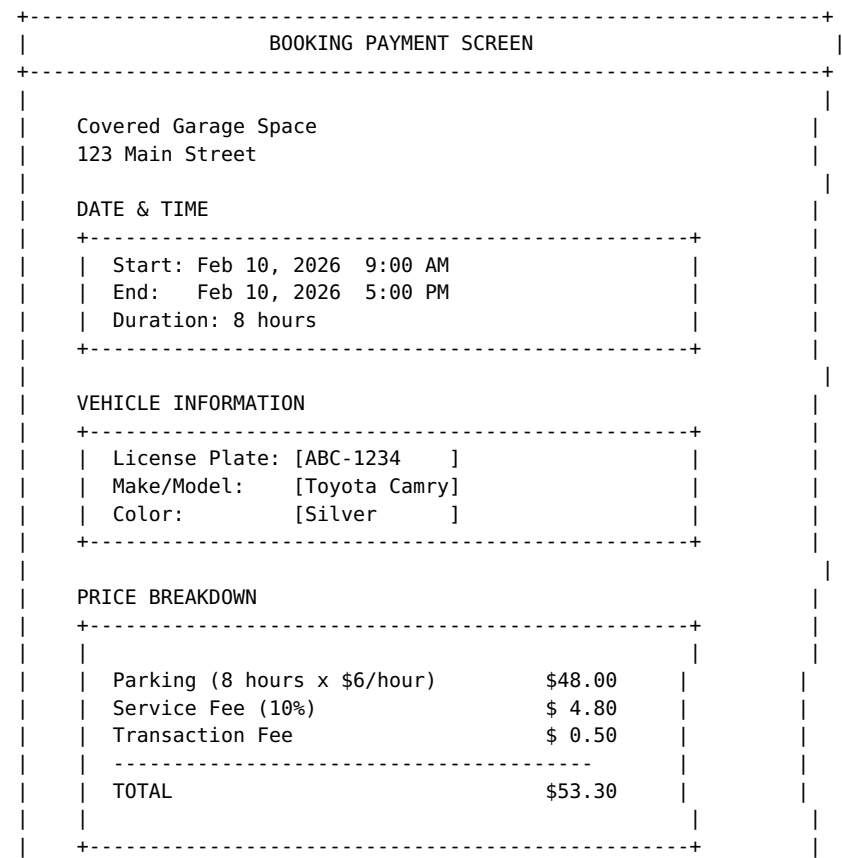 +------------------------------------------------------------------+
|                    BOOKING PAYMENT SCREEN                         |
+------------------------------------------------------------------+
|                                                                  |
|    Covered Garage Space                                         |
|    123 Main Street                                              |
|                                                                  |
|    DATE & TIME                                                  |
|    +--------------------------------------------------+         |
|    |  Start: Feb 10, 2026  9:00 AM                    |         |
|    |  End:   Feb 10, 2026  5:00 PM                    |         |
|    |  Duration: 8 hours                               |         |
|    +--------------------------------------------------+         |
|                                                                  |
|    VEHICLE INFORMATION                                          |
|    +--------------------------------------------------+         |
|    |  License Plate: [ABC-1234    ]                   |         |
|    |  Make/Model:    [Toyota Camry]                   |         |
|    |  Color:         [Silver      ]                   |         |
|    +--------------------------------------------------+         |
|                                                                  |
|    PRICE BREAKDOWN                                              |
|    +--------------------------------------------------+         |
|    |                                                  |         |
|    |  Parking (8 hours x $6/hour)         $48.00     |         |
|    |  Service Fee (10%)                   $ 4.80     |         |
|    |  Transaction Fee                     $ 0.50     |         |
|    |  ----------------------------------------       |         |
|    |  TOTAL                               $53.30     |         |
|    |                                                  |         |
|    +--------------------------------------------------+         |